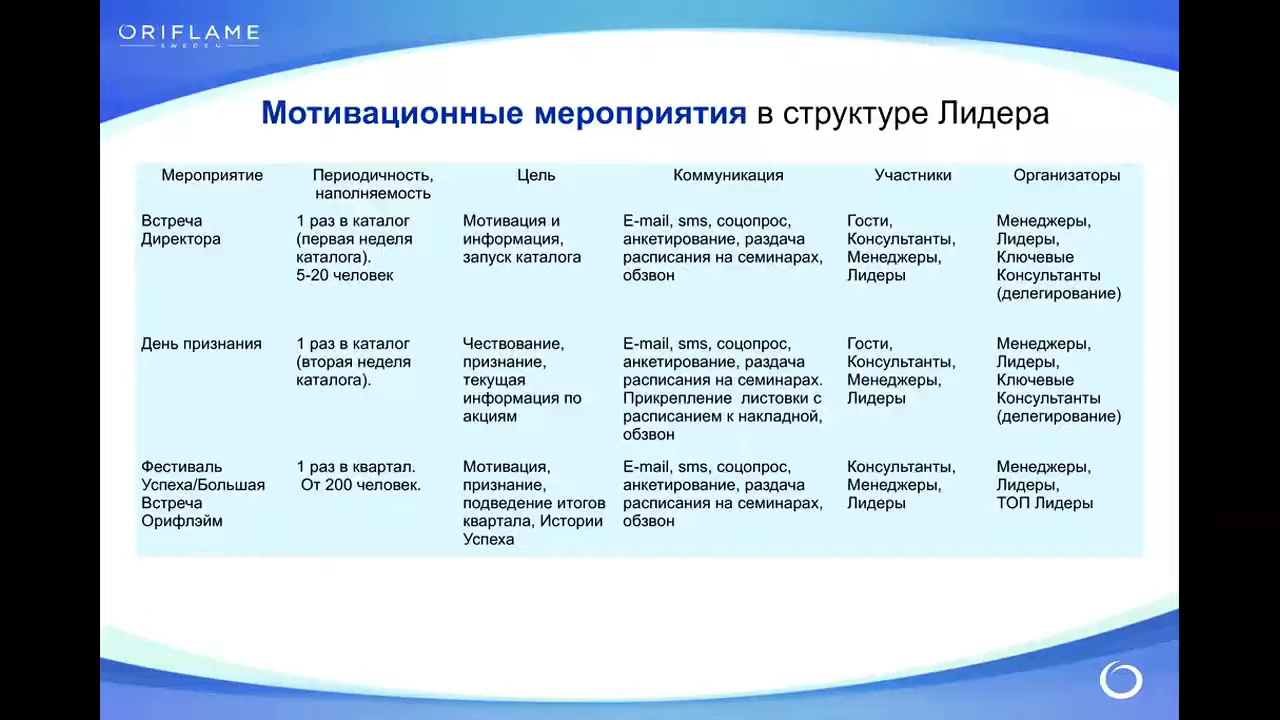 ORIFLAME
SWEDEN
Мотивационные мероприятия в структуре Лидера
Мероприятие
Периодичность,
наполняемость
Цель
Коммуникация
Участники
Организаторы
Встреча
Директора
1 раз в каталог
(первая неделя
каталога).
5-20 человек
Мотивация и
информация,
запуск каталога
E-mail, sms, соцопрос,
анкетирование, раздача
расписания на семинарах,
обзвон
Гости,
Консультанты,
Менеджеры,
Лидеры
Менеджеры,
Лидеры,
Ключевые
Консультанты
(делегирование)
День признания
1 раз в каталог
(вторая неделя
каталога).
Чествование,
признание,
текущая
информация по
акциям
E-mail, sms, соцопрос,
анкетирование, раздача
расписания на семинарах.
Прикрепление листовки с
расписанием к накладной,
обзвон
Гости,
Консультанты,
Менеджеры,
Лидеры
Менеджеры,
Лидеры,
Ключевые
Консультанты
(делегирование)
Фестиваль
Успеха/Большая
Встреча
Орифлэйм
1 раз в квартал.
От 200 человек.
Мотивация,
признание,
подведение итогов
квартала, Истории
Успеха
E-mail, sms, соцопрос,
анкетирование, раздача
расписания на семинарах,
обзвон
Консультанты,
Менеджеры,
Лидеры
Менеджеры,
Лидеры,
ТОП Лидеры